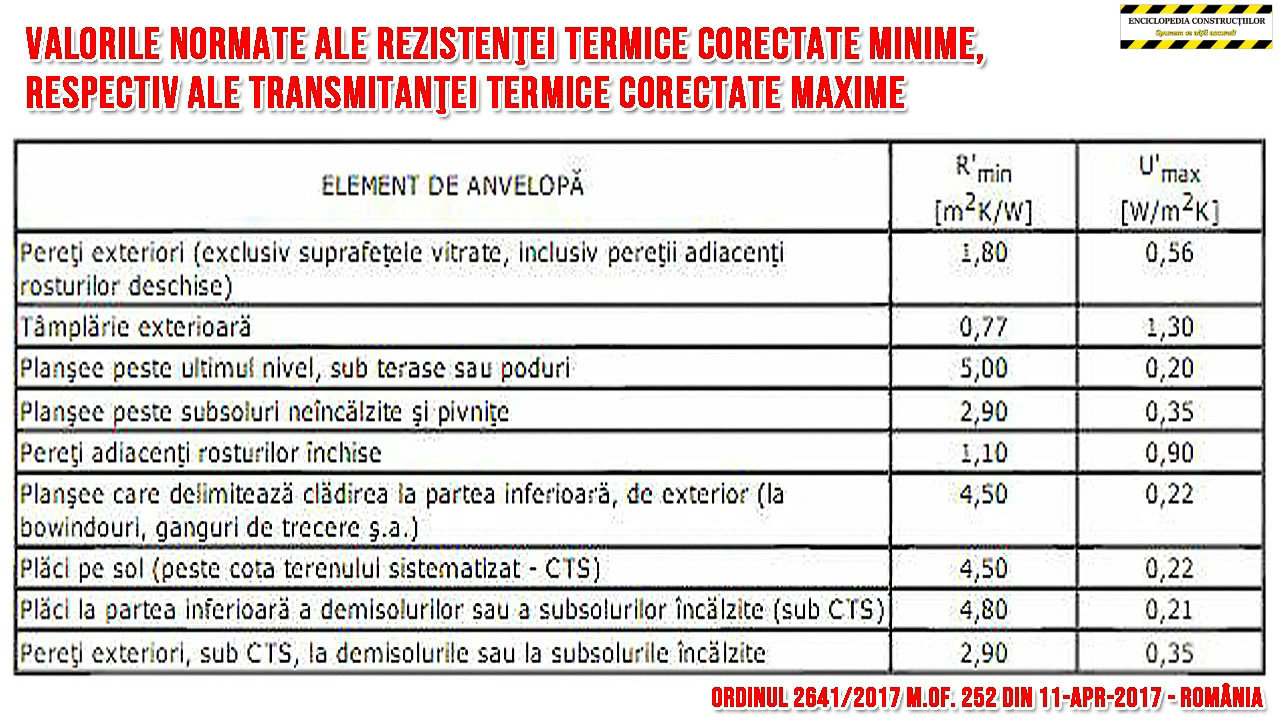 VALORILE NORMATE ALE REZISTENŢEI TERMICE CORECTATE MINIME,
RESPECTIV ALE TRANSMITANŢEI TERMICE CORECTATE MAXIME
ENCICLOPEDIA CONSTRUCŢIILOR
Spunem ce alţii ascund!
ELEMENT DE ANVELOPĂ R'min [m²K/W] U'max [W/m²K]
Pereţi exteriori (exclusiv suprafeţele vitrate, inclusiv pereţii adiacenţi 1,80 0,56
rosturilor deschise)
Tâmplărie exterioară 0,77 1,30
Planşee peste ultimul nivel, sub terase sau poduri 5,00 0,20
Planşee peste subsoluri neîncălzite şi pivniţe 2,90 0,35
Pereţi adiacenţi rosturilor închise 1,10 0,90
Planşee care delimitează clădirea la partea inferioară, de exterior (la 4,50 0,22
bowindouri, ganguri de trecere ş.a.)
Plăci pe sol (peste cota terenului sistematizat - CTS) 4,50 0,22
Plăci la partea inferioară a demisolurilor sau a subsolurilor încălzite (sub CTS) 4,80 0,21
Pereţi exteriori, sub CTS, la demisolurile sau la subsolurile încălzite 2,90 0,35
ORDINUL 2641/2017 M.OF. 252 DIN 11-APR-2017 - ROMÂNIA